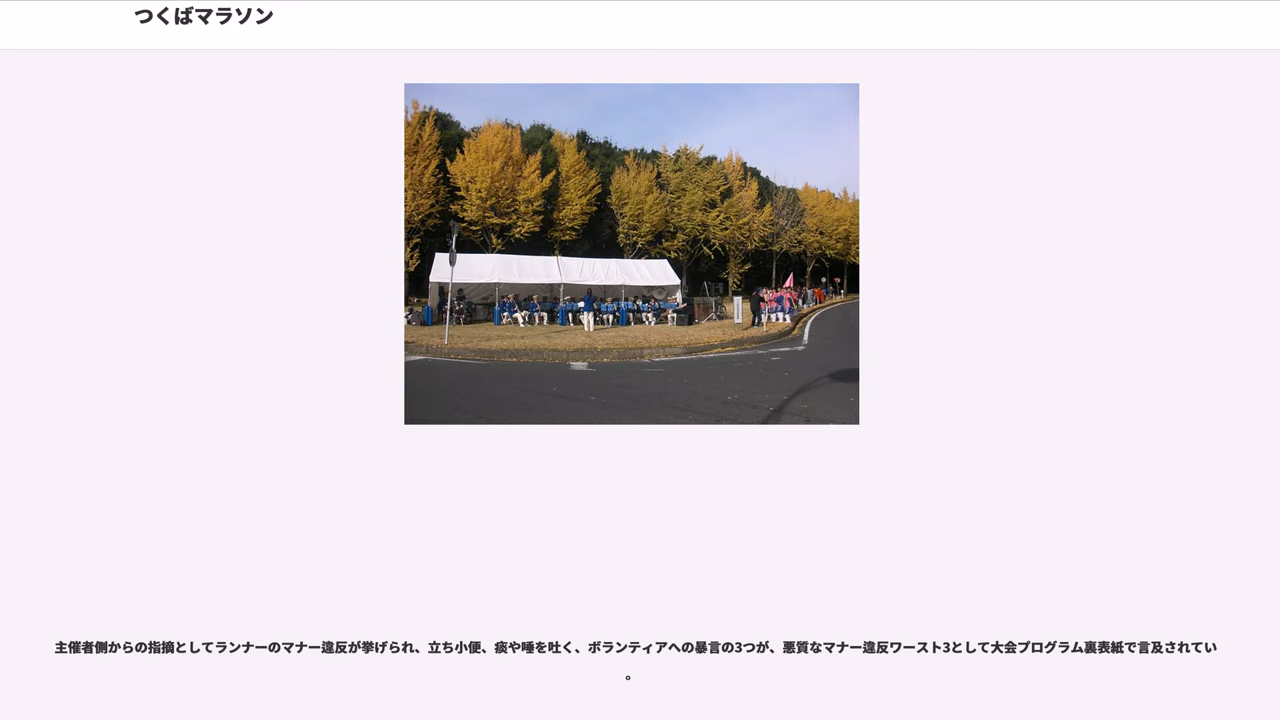 つくばマラソン
主催者側からの指摘としてランナーのマナー違反が挙げられ、立ち小便、痰や唾を吐く、ボランティアへの暴言の3つが、悪質なマナー違反ワースト3として大会プログラム裏表紙で言及されてい
。